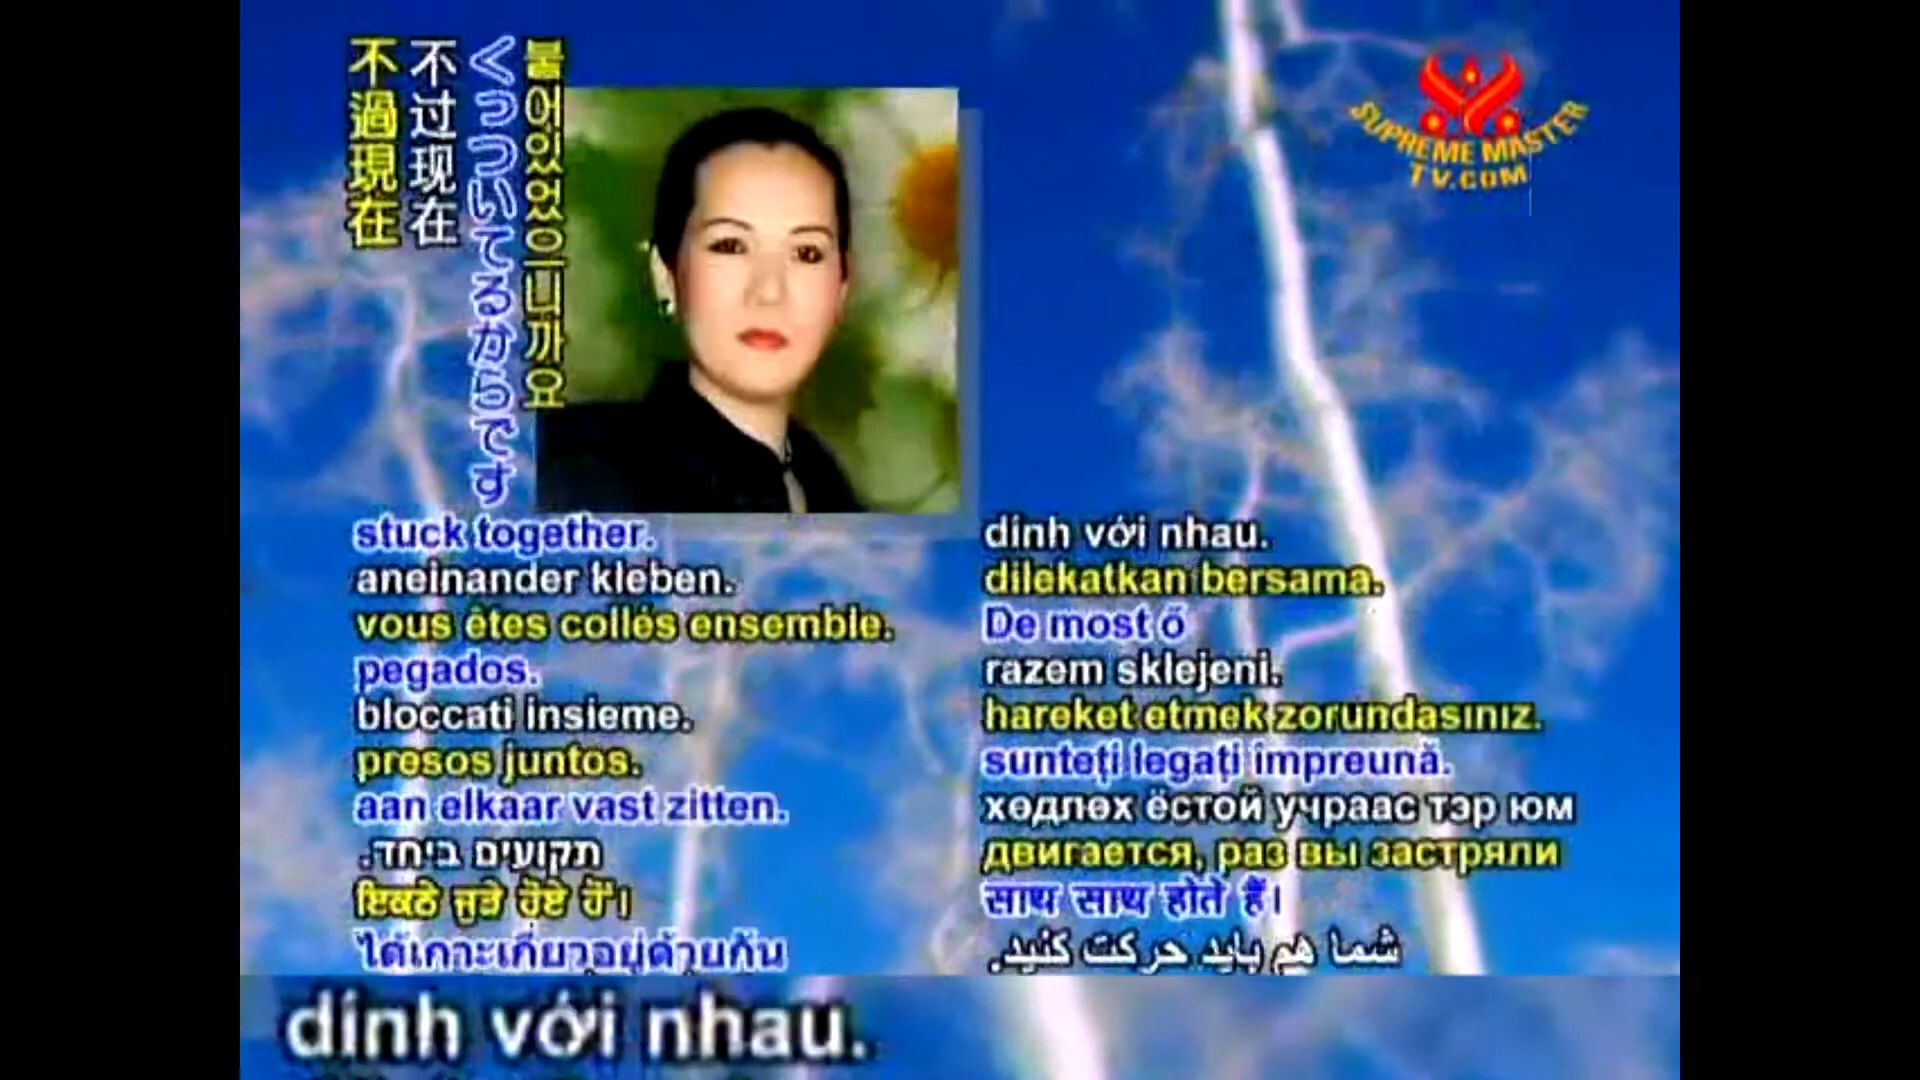 不過現在
不过现在
くっついてるからです
붙어있었으니까요
SUPREME MASTER
TV.COM
stuck together.
aneinander kleben.
vous êtes collés ensemble.
pegados.
bloccati insieme.
presos juntos.
aan elkaar vast zitten.
תקועים ביחד.
ਇਕਠੇ ਜੁੜੇ ਹੋਏ ਹੋਂ।
ได้เกาะเกี่ยวอยู่ด้วยกัน
dính với nhau.
dilekatkan bersama.
De most ő
razem sklejeni.
hareket etmek zorundasınız.
sunteţi legaţi împreună.
хөдлөх ёстой учраас тэр юм
двигается, раз вы застряли
साथ साथ होते हैं।
شما هم باید حرکت کنید.
dính với nhau.